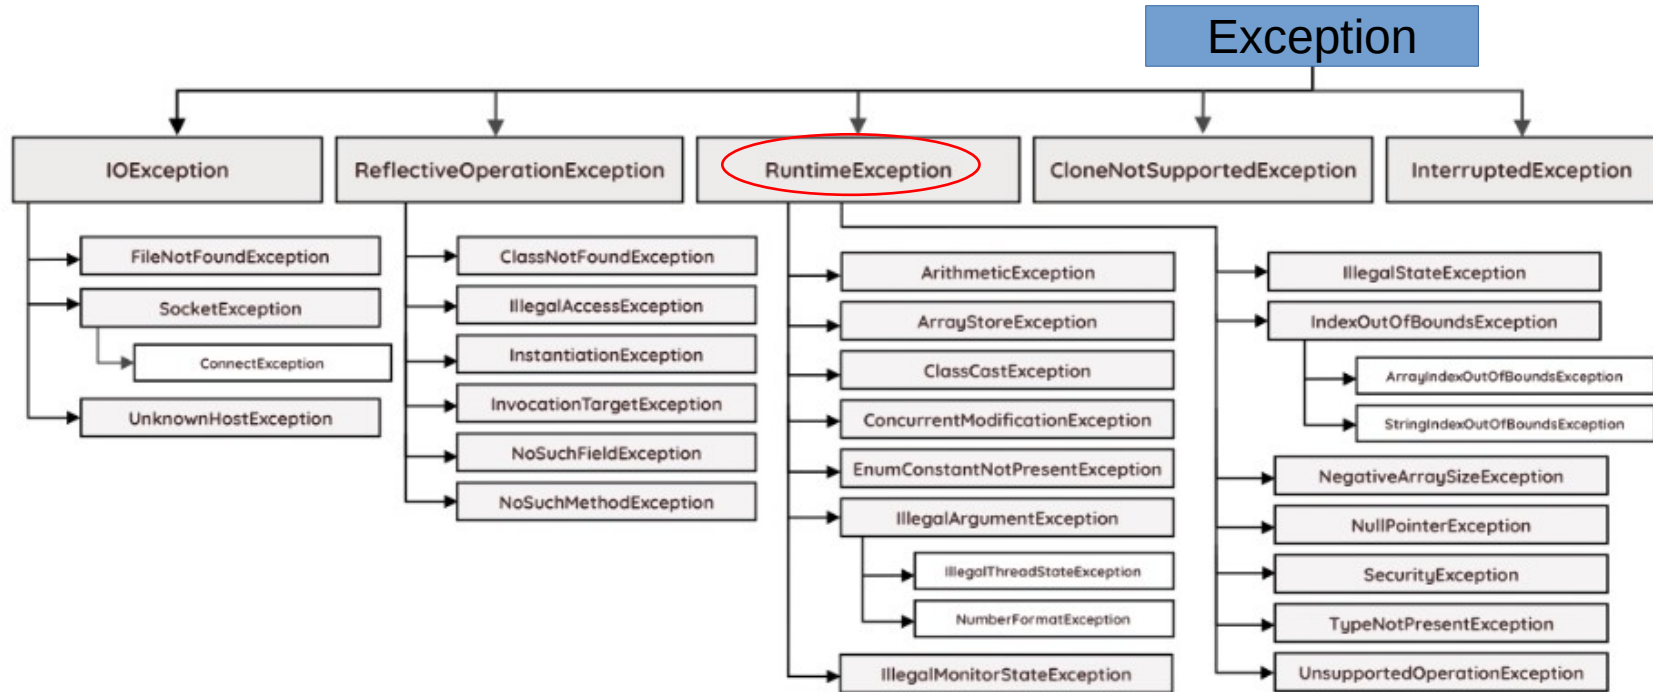 Exception
IOException
ReflectiveOperationException
RuntimeException
CloneNotSupportedException
InterruptedException
FileNotFoundException
SocketException
ConnectException
UnknownHostException
ClassNotFoundException
IllegalAccessException
InstantiationException
InvocationTargetException
NoSuchFieldException
NoSuchMethodException
ArithmeticException
ArrayStoreException
ClassCastException
ConcurrentModificationException
EnumConstantNotPresentException
IllegalArgumentException
IllegalThreadStateException
NumberFormatException
IllegalMonitorStateException
IllegalStateException
IndexOutOfBoundsException
ArrayIndexOutOfBoundsException
StringIndexOutOfBoundsException
NegativeArraySizeException
NullPointerException
SecurityException
TypeNotPresentException
UnsupportedOperationException